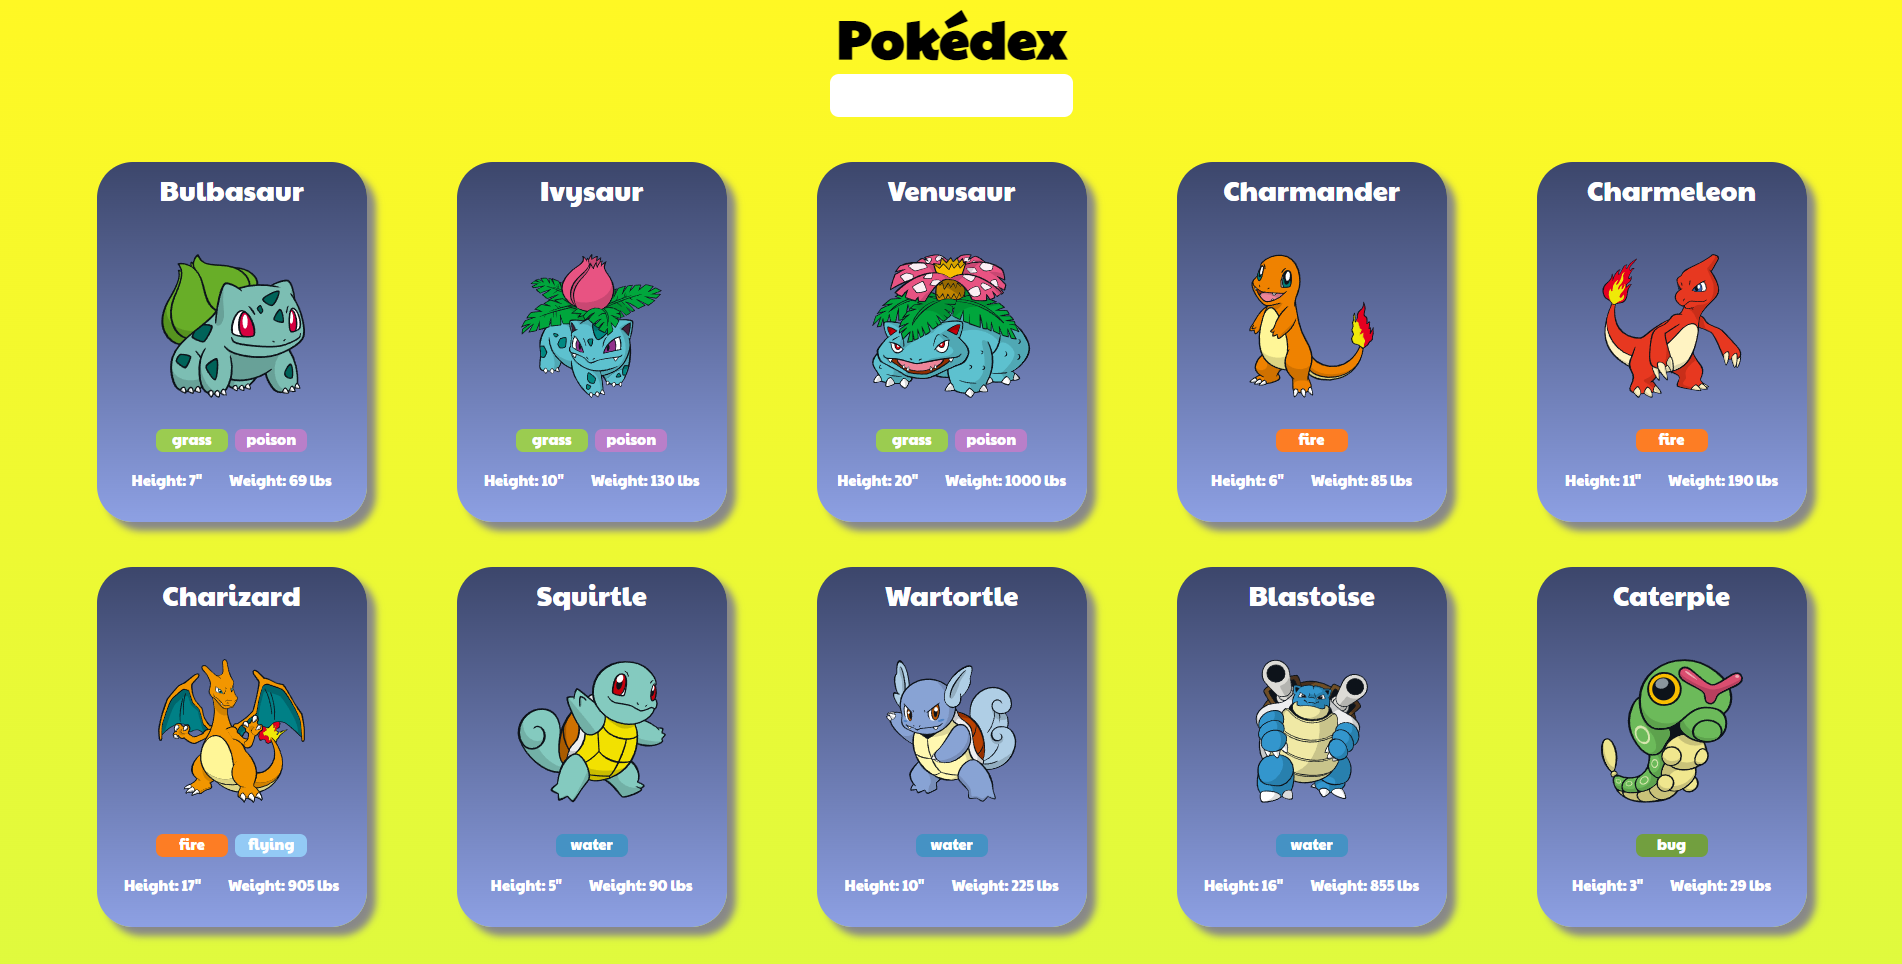 Pokédex
Bulbasaur
grass poison
Height: 7" Weight: 69 lbs
Ivysaur
grass poison
Height: 10" Weight: 130 lbs
Venusaur
grass poison
Height: 20" Weight: 1000 lbs
Charmander
fire
Height: 6" Weight: 85 lbs
Charmeleon
fire
Height: 11" Weight: 190 lbs
Charizard
fire flying
Height: 17" Weight: 905 lbs
Squirtle
water
Height: 5" Weight: 90 lbs
Wartortle
water
Height: 10" Weight: 225 lbs
Blastoise
water
Height: 16" Weight: 855 lbs
Caterpie
bug
Height: 3" Weight: 29 lbs